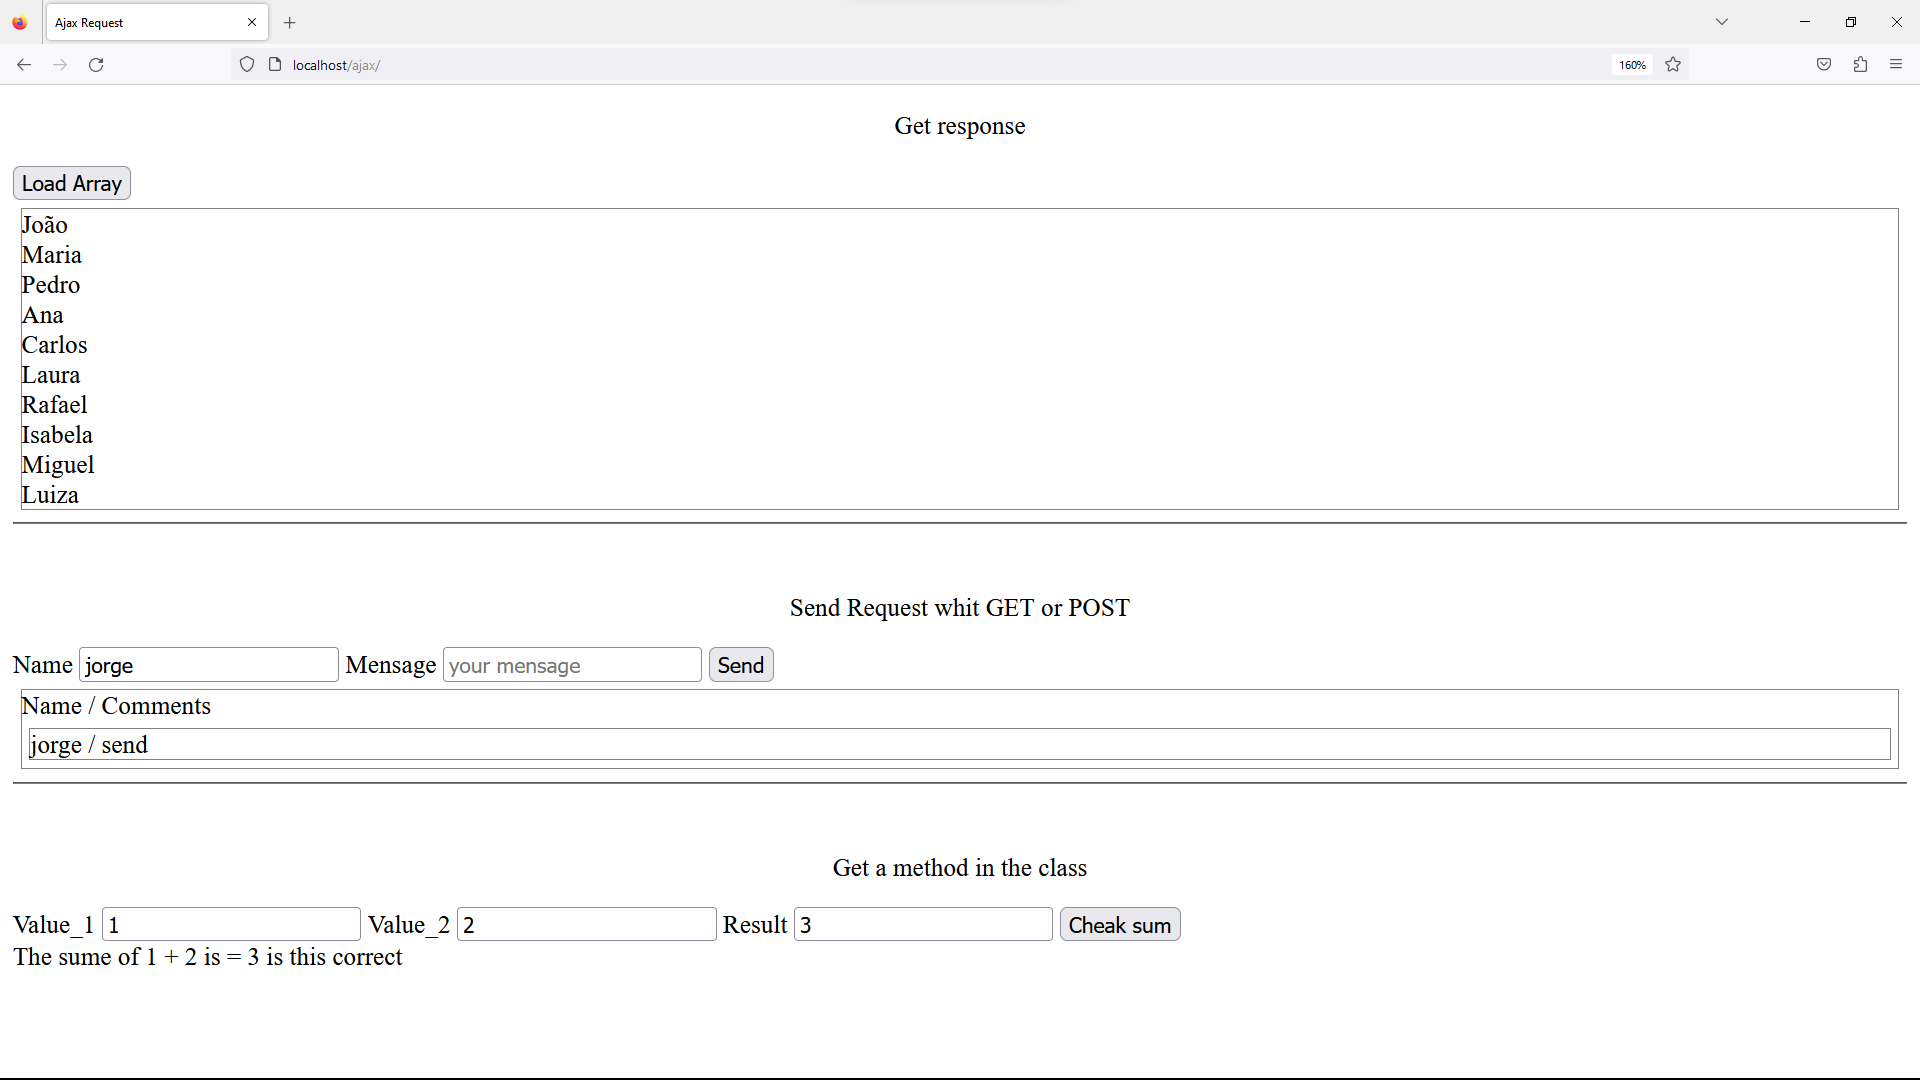 Ajax Request
localhost/ajax/
160%
Get response
Load Array
João
Maria
Pedro
Ana
Carlos
Laura
Rafael
Isabela
Miguel
Luiza
Send Request whit GET or POST
Name jorge Mensage your mensage Send
Name / Comments
jorge / send
Get a method in the class
Value_1 1 Value_2 2 Result 3 Cheak sum
The sume of 1 + 2 is = 3 is this correct